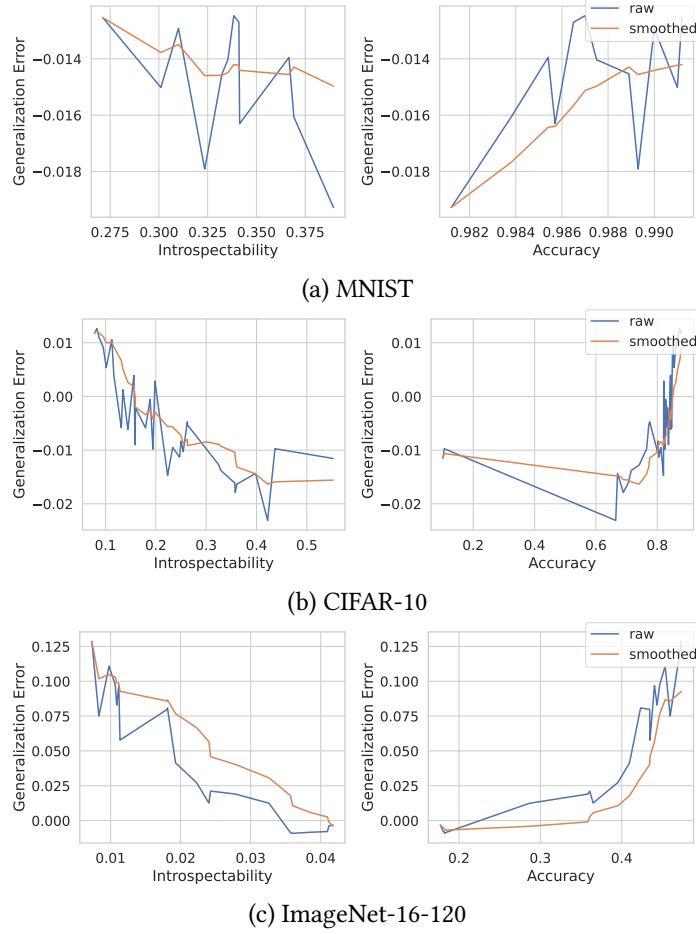 Generalization Error
−0.014
−0.016
−0.018
0.275 0.300 0.325 0.350 0.375
Introspectability
Generalization Error
−0.014
−0.016
−0.018
0.982 0.984 0.986 0.988 0.990
Accuracy
raw
smoothed
(a) MNIST
Generalization Error
0.01
0.00
−0.01
−0.02
0.1 0.2 0.3 0.4 0.5
Introspectability
Generalization Error
0.01
0.00
−0.01
−0.02
0.2 0.4 0.6 0.8
Accuracy
raw
smoothed
(b) CIFAR-10
Generalization Error
0.125
0.100
0.075
0.050
0.025
0.000
0.01 0.02 0.03 0.04
Introspectability
Generalization Error
0.125
0.100
0.075
0.050
0.025
0.000
0.2 0.3 0.4
Accuracy
raw
smoothed
(c) ImageNet-16-120